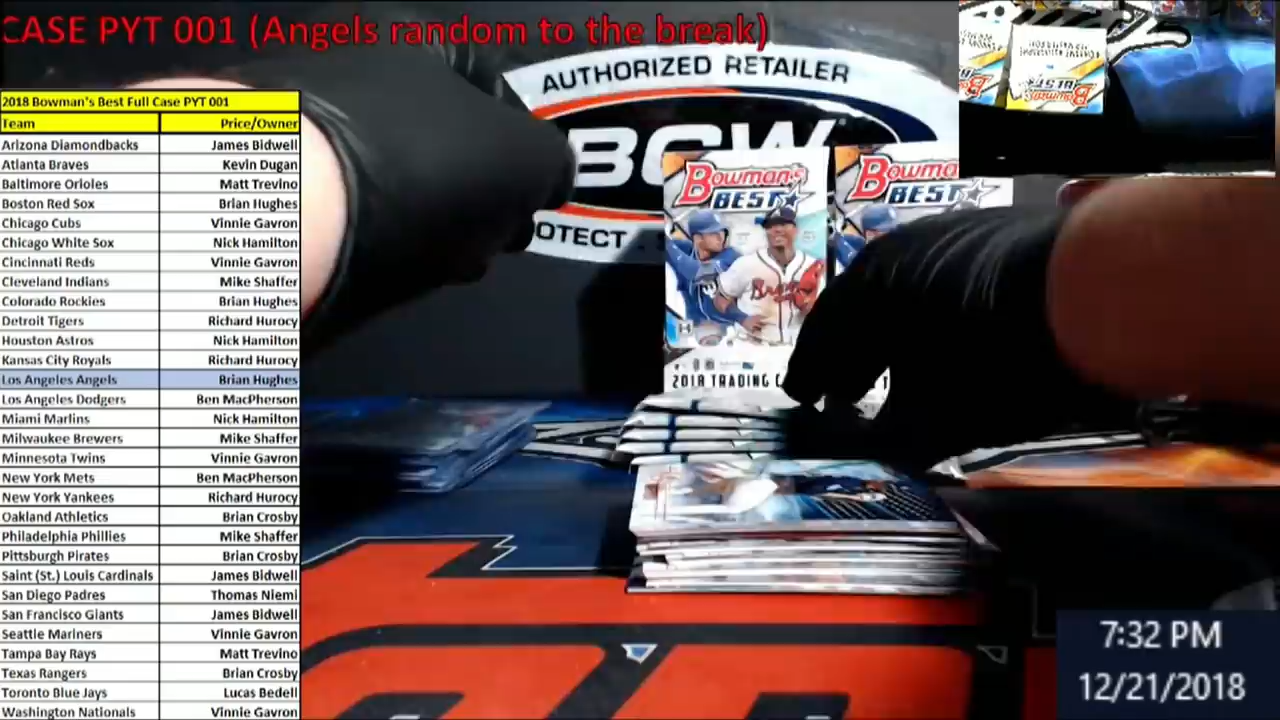 CASE PYT 001 (Angels random to the break)
AUTHORIZED RETAILER
BCW
OTECT
Bowman's
BEST
2018 TRADING C
Bowma
BEST
2018 Bowman's Best Full Case PYT 001
Team Price/Owner
Arizona Diamondbacks James Bidwell
Atlanta Braves Kevin Dugan
Baltimore Orioles Matt Trevino
Boston Red Sox Brian Hughes
Chicago Cubs Vinnie Gavron
Chicago White Sox Nick Hamilton
Cincinnati Reds Vinnie Gavron
Cleveland Indians Mike Shaffer
Colorado Rockies Brian Hughes
Detroit Tigers Richard Hurocy
Houston Astros Nick Hamilton
Kansas City Royals Richard Hurocy
Los Angeles Angels Brian Hughes
Los Angeles Dodgers Ben MacPherson
Miami Marlins Nick Hamilton
Milwaukee Brewers Mike Shaffer
Minnesota Twins Vinnie Gavron
New York Mets Ben MacPherson
New York Yankees Richard Hurocy
Oakland Athletics Brian Crosby
Philadelphia Phillies Mike Shaffer
Pittsburgh Pirates Brian Crosby
Saint (St.) Louis Cardinals James Bidwell
San Diego Padres Thomas Niemi
San Francisco Giants James Bidwell
Seattle Mariners Vinnie Gavron
Tampa Bay Rays Matt Trevino
Texas Rangers Brian Crosby
Toronto Blue Jays Lucas Bedell
Washington Nationals Vinnie Gavron
7:32 PM
12/21/2018